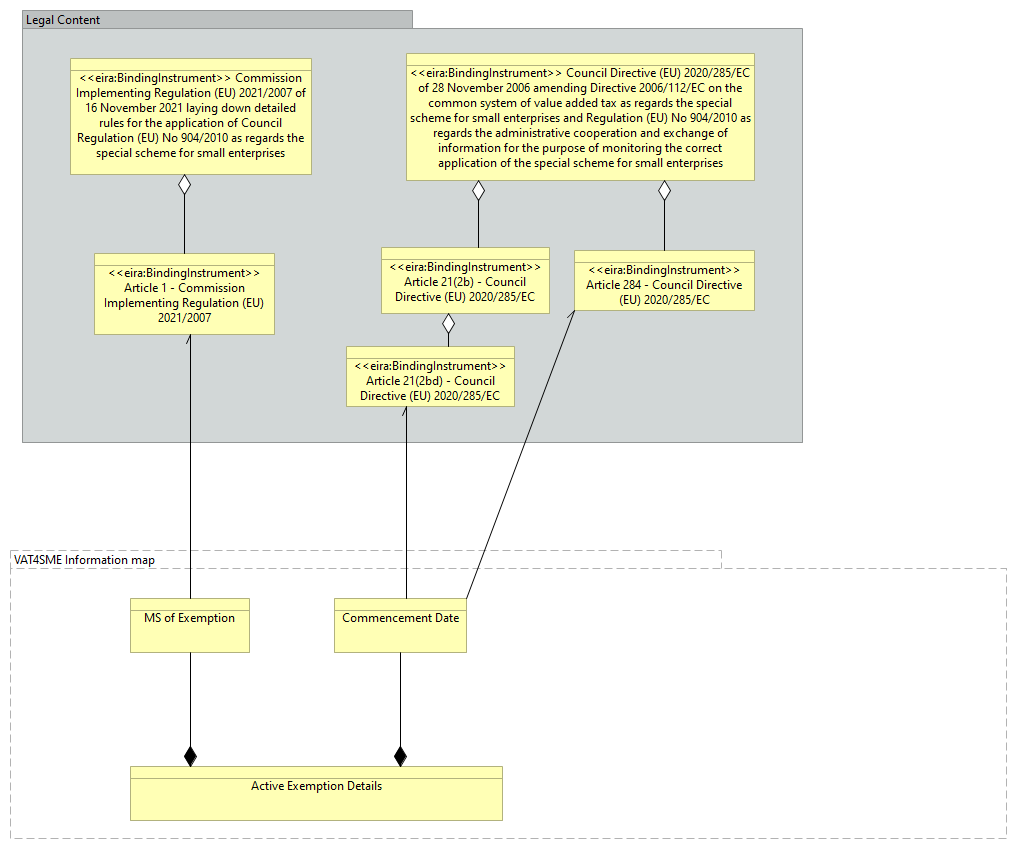 Legal Content
<<eira:BindingInstrument>> Commission
Implementing Regulation (EU) 2021/2007 of
16 November 2021 laying down detailed
rules for the application of Council
Regulation (EU) No 904/2010 as regards the
special scheme for small enterprises
<<eira:BindingInstrument>> Council Directive (EU) 2020/285/EC
of 28 November 2006 amending Directive 2006/112/EC on the
common system of value added tax as regards the special
scheme for small enterprises and Regulation (EU) No 904/2010 as
regards the administrative cooperation and exchange of
information for the purpose of monitoring the correct
application of the special scheme for small enterprises
<<eira:BindingInstrument>>
Article 1 - Commission
Implementing Regulation (EU)
2021/2007
<<eira:BindingInstrument>>
Article 21(2b) - Council
Directive (EU) 2020/285/EC
<<eira:BindingInstrument>>
Article 284 - Council Directive
(EU) 2020/285/EC
<<eira:BindingInstrument>>
Article 21(2bd) - Council
Directive (EU) 2020/285/EC
VAT4SME Information map
MS of Exemption
Commencement Date
Active Exemption Details